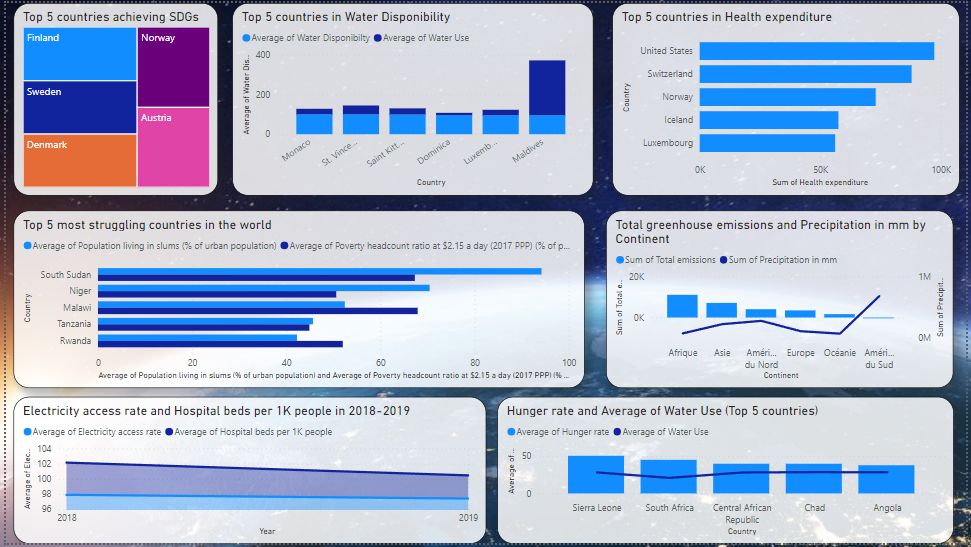 Top 5 countries achieving SDGs
Finland
Norway
Sweden
Austria
Denmark
Top 5 countries in Water Disponibility
Average of Water Disponibilty Average of Water Use
Average of Water Dis...
400
200
0
Monaco
St. Vince...
Saint Kitt...
Dominica
Luxemb...
Maldives
Country
Top 5 countries in Health expenditure
Country
United States
Switzerland
Norway
Iceland
Luxembourg
0K 50K 100K
Sum of Health expenditure
Top 5 most struggling countries in the world
Average of Population living in slums (% of urban population) Average of Poverty headcount ratio at $2.15 a day (2017 PPP) (% of p...
Country
South Sudan
Niger
Malawi
Tanzania
Rwanda
0 20 40 60 80 100
Average of Population living in slums (% of urban population) and Average of Poverty headcount ratio at $2.15 a day (2017 PPP) (% ...
Total greenhouse emissions and Precipitation in mm by
Continent
Sum of Total emissions Sum of Precipitation in mm
Sum of Total e...
20K
0K
1M
0M
Sum of Precipit...
Afrique
Asie
Améri...
du Nord
Europe
Océanie
Améri...
du Sud
Continent
Electricity access rate and Hospital beds per 1K people in 2018-2019
Average of Electricity access rate Average of Hospital beds per 1K people
Average of Elec...
104
102
100
98
96
2018 2019
Year
Hunger rate and Average of Water Use (Top 5 countries)
Average of Hunger rate Average of Water Use
Average of ...
50
0
Sierra Leone
South Africa
Central African
Republic
Chad
Angola
Country